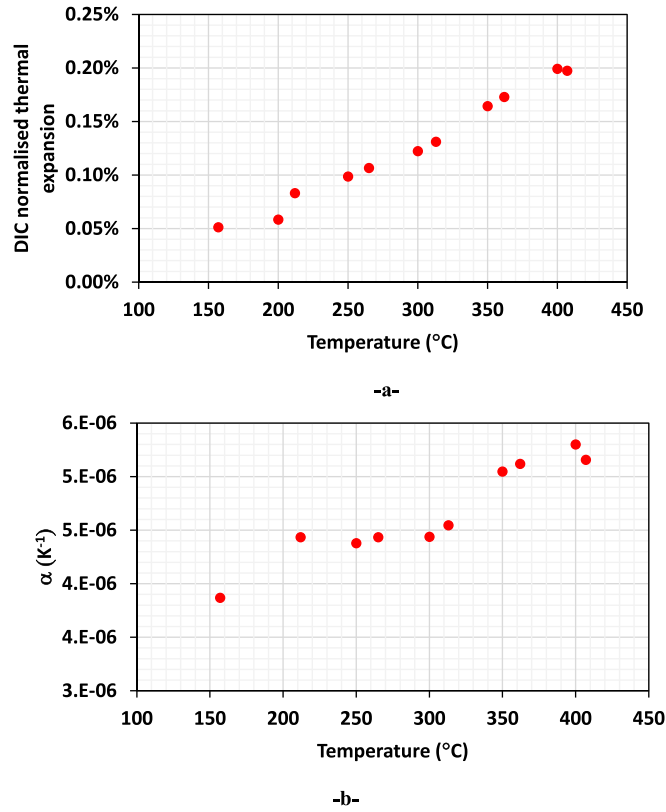 0.25%
0.20%
0.15%
0.10%
0.05%
0.00%
DIC normalised thermal
expansion
100 150 200 250 300 350 400 450
Temperature (°C)
-a-
6.E-06
5.E-06
5.E-06
4.E-06
4.E-06
3.E-06
α (K⁻¹)
100 150 200 250 300 350 400 450
Temperature (°C)
-b-